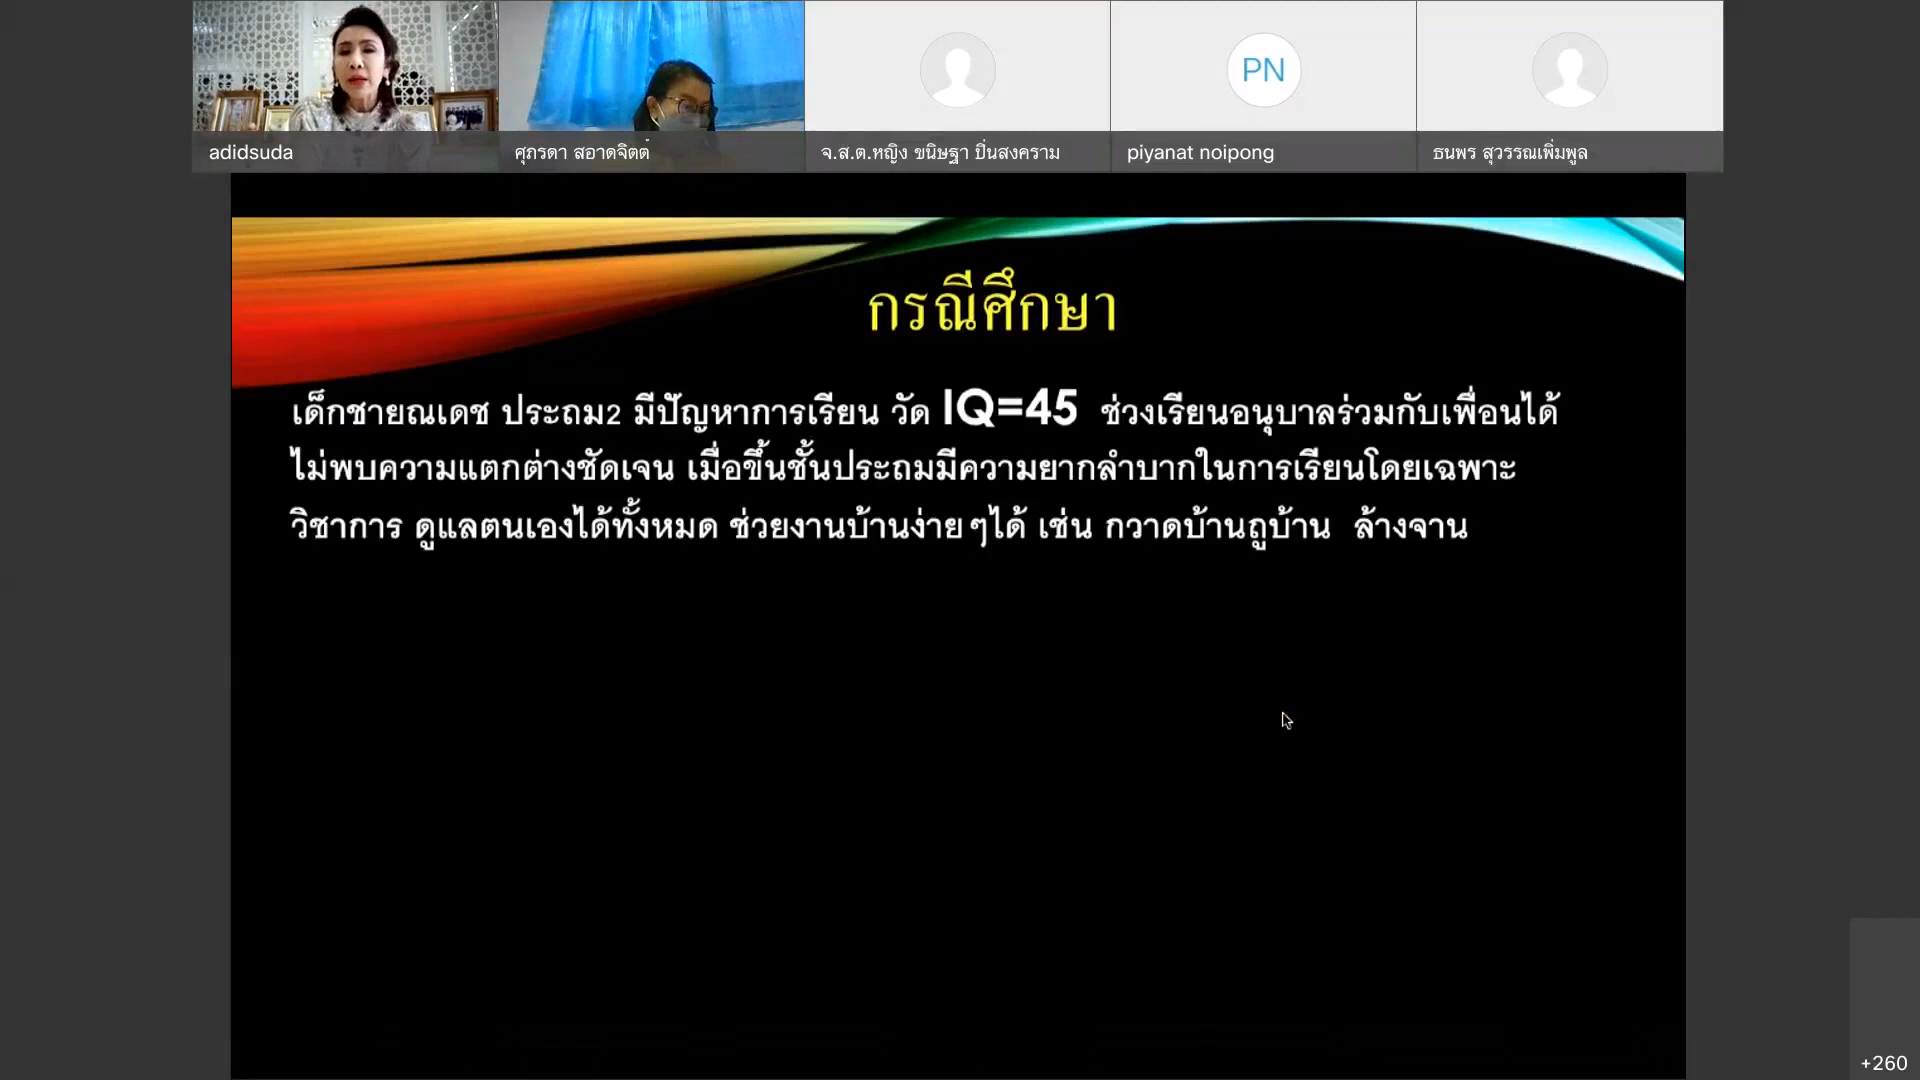 adidsuda
ศุภรดา สอาดจิตต์
จ.ส.ต.หญิง ขนิษฐา ปิ่นสงคราม
PN
piyanat noipong
ธนพร สุวรรณเพิ่มพูล
กรณีศึกษา
เด็กชายณเดช ประถม2 มีปัญหาการเรียน วัด IQ=45 ช่วงเรียนอนุบาลร่วมกับเพื่อนได้
ไม่พบความแตกต่างชัดเจน เมื่อขึ้นชั้นประถมมีความยากลำบากในการเรียนโดยเฉพาะ
วิชาการ ดูแลตนเองได้ทั้งหมด ช่วยงานบ้านง่ายๆได้ เช่น กวาดบ้านถูบ้าน ล้างจาน
+260